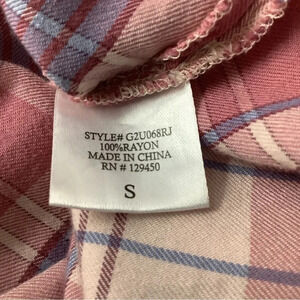 STYLE# G2U068RJ
100%RAYON
MADE IN CHINA
RN # 129450
S